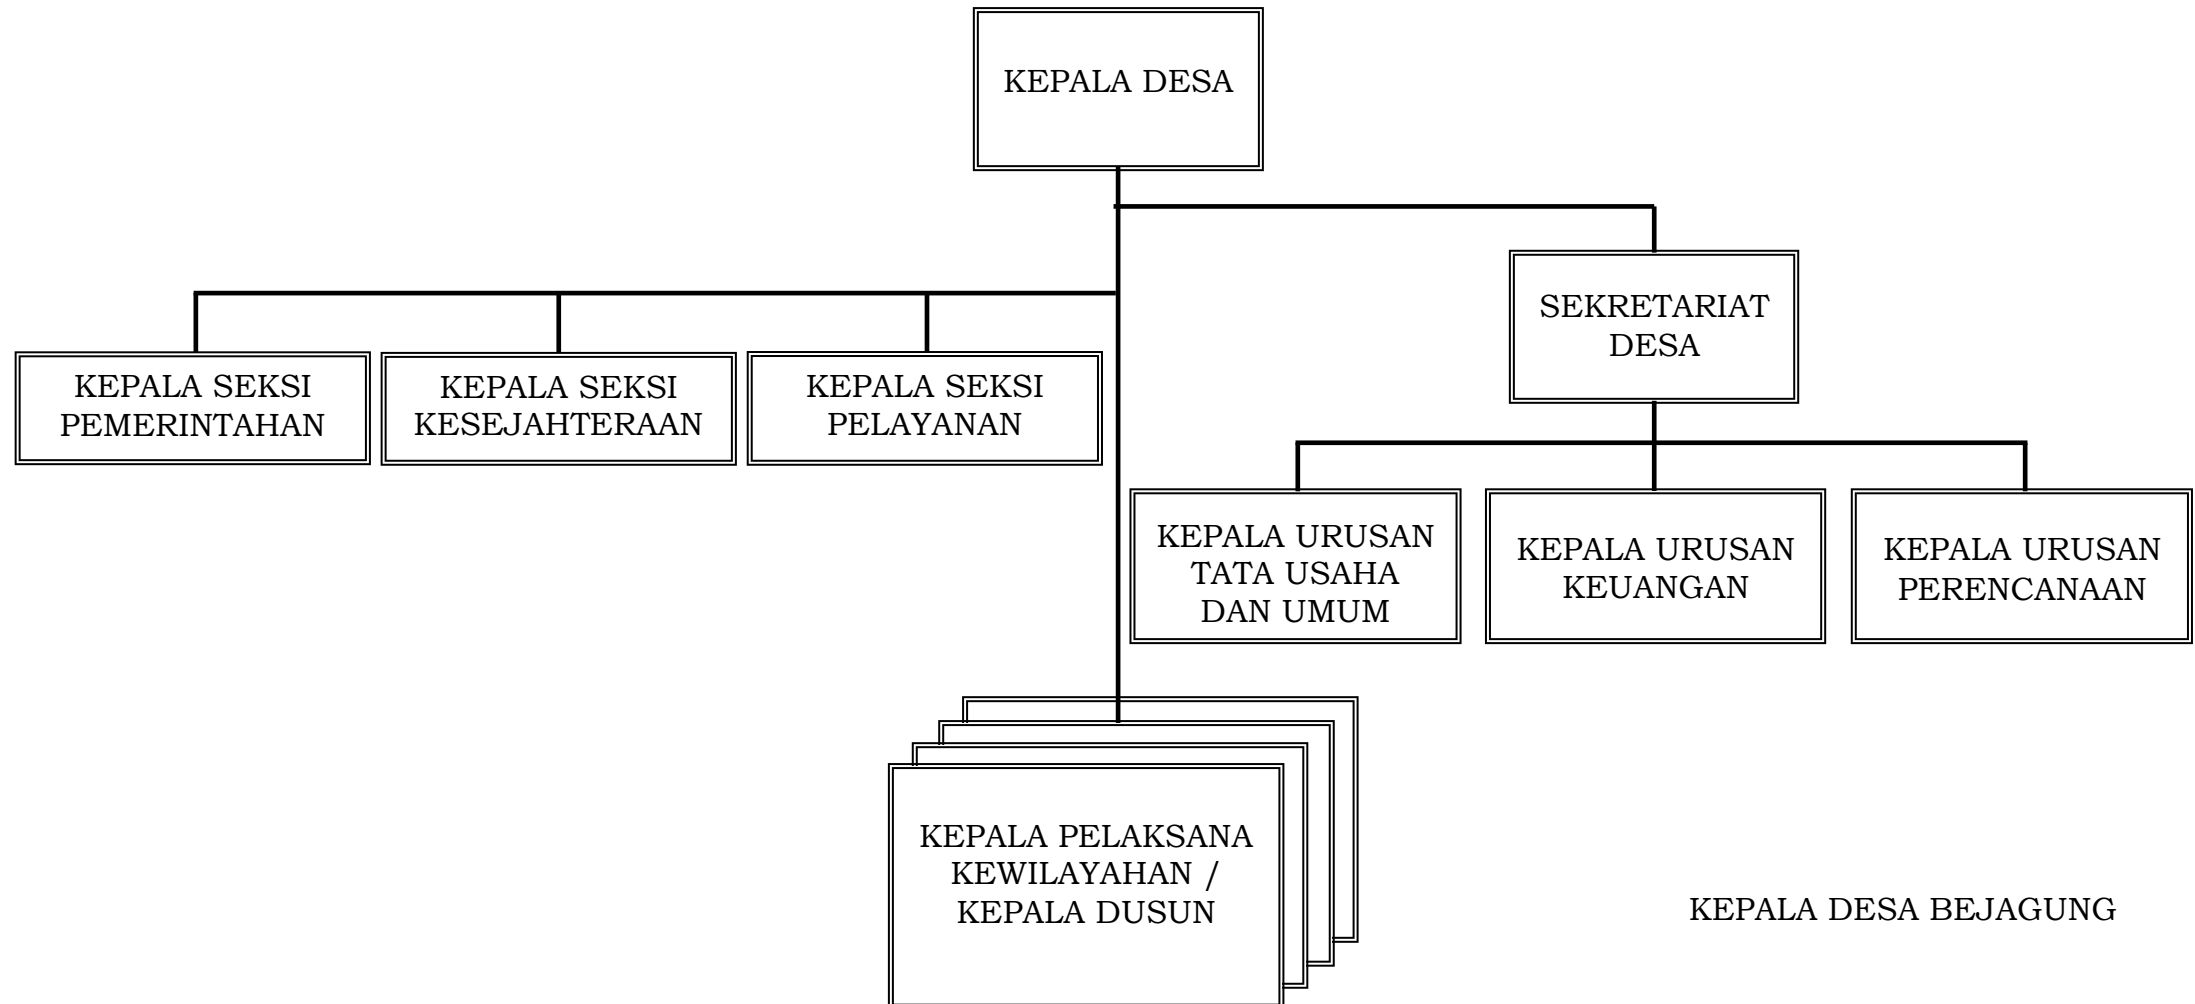 KEPALA DESA
SEKRETARIAT
DESA
KEPALA SEKSI
PEMERINTAHAN
KEPALA SEKSI
KESEJAHTERAAN
KEPALA SEKSI
PELAYANAN
KEPALA URUSAN
TATA USAHA
DAN UMUM
KEPALA URUSAN
KEUANGAN
KEPALA URUSAN
PERENCANAAN
KEPALA PELAKSANA
KEWILAYAHAN /
KEPALA DUSUN
KEPALA DESA BEJAGUNG